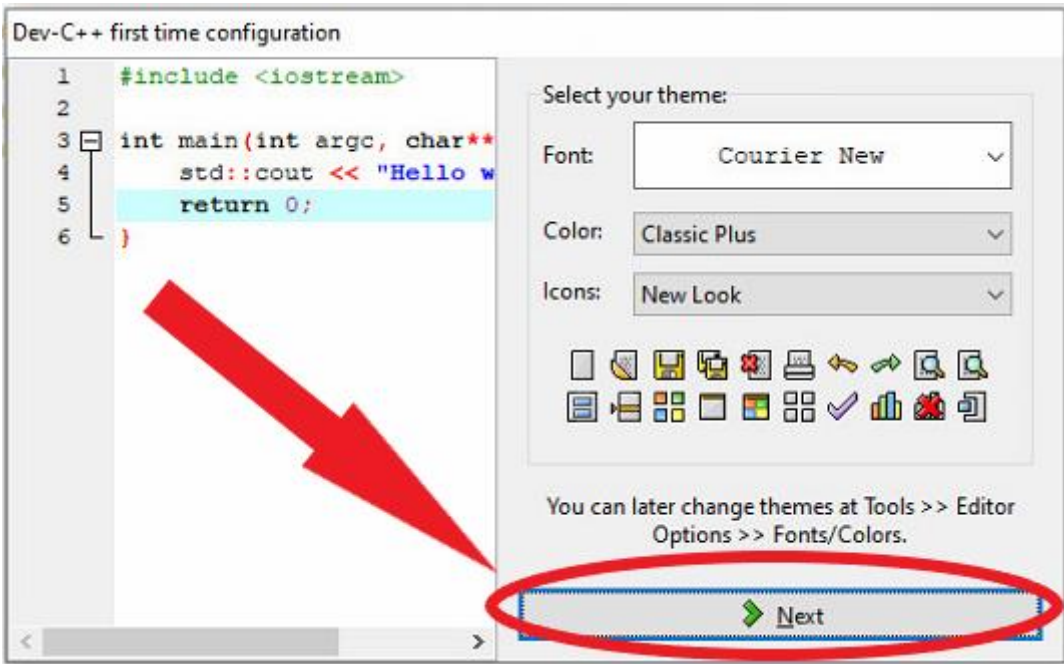 Dev-C++ first time configuration
1 #include <iostream>
2
3 int main(int argc, char**
4 std::cout << "Hello w
5 return 0;
6 }
Select your theme:
Font: Courier New
Color: Classic Plus
Icons: New Look
You can later change themes at Tools >> Editor
Options >> Fonts/Colors.
Next